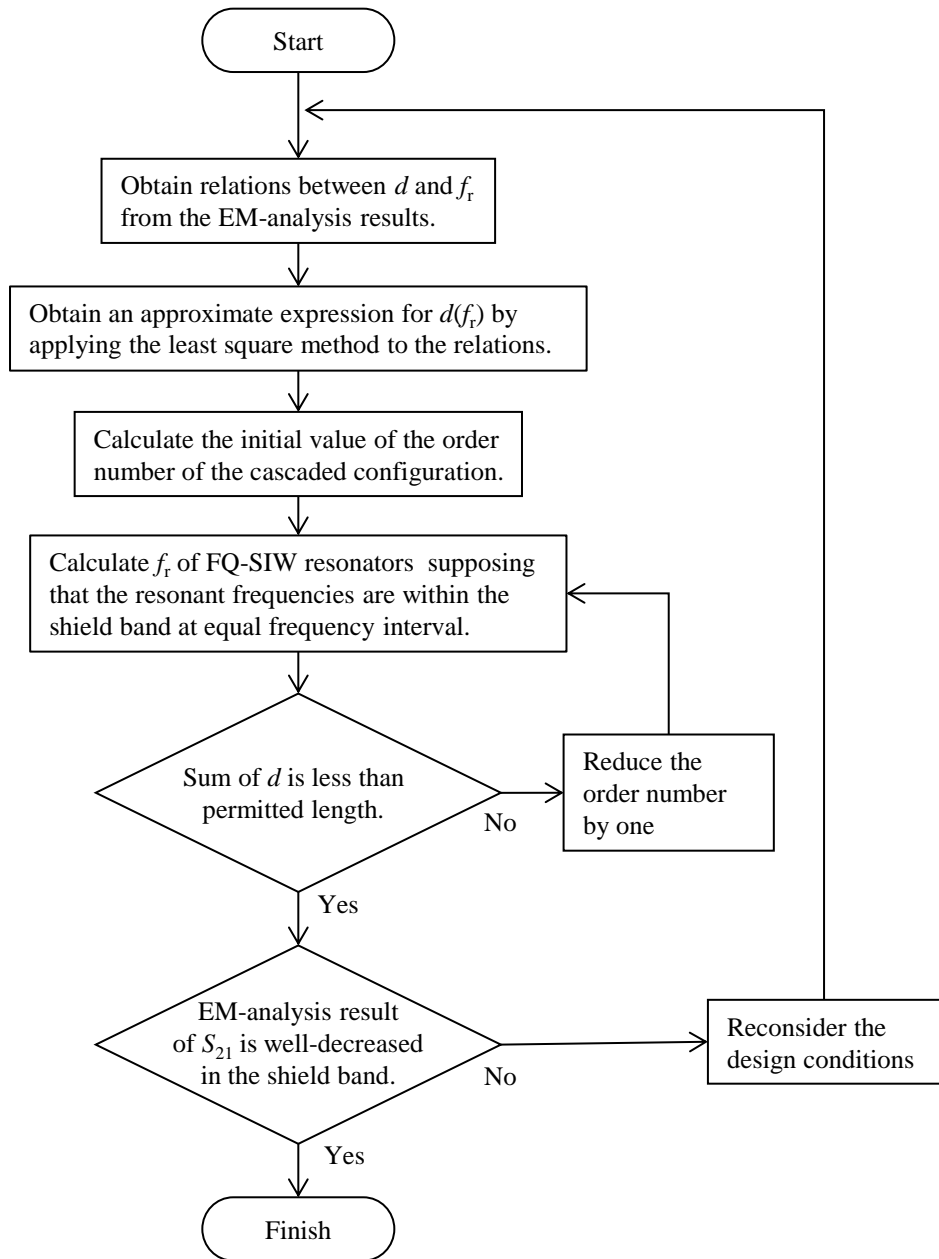 Start
Obtain relations between d and fr
from the EM-analysis results.
Obtain an approximate expression for d(fr) by
applying the least square method to the relations.
Calculate the initial value of the order
number of the cascaded configuration.
Calculate fr of FQ-SIW resonators supposing
that the resonant frequencies are within the
shield band at equal frequency interval.
Sum of d is less than
permitted length.
No
Reduce the
order number
by one
Yes
EM-analysis result
of S21 is well-decreased
in the shield band.
No
Reconsider the
design conditions
Yes
Finish